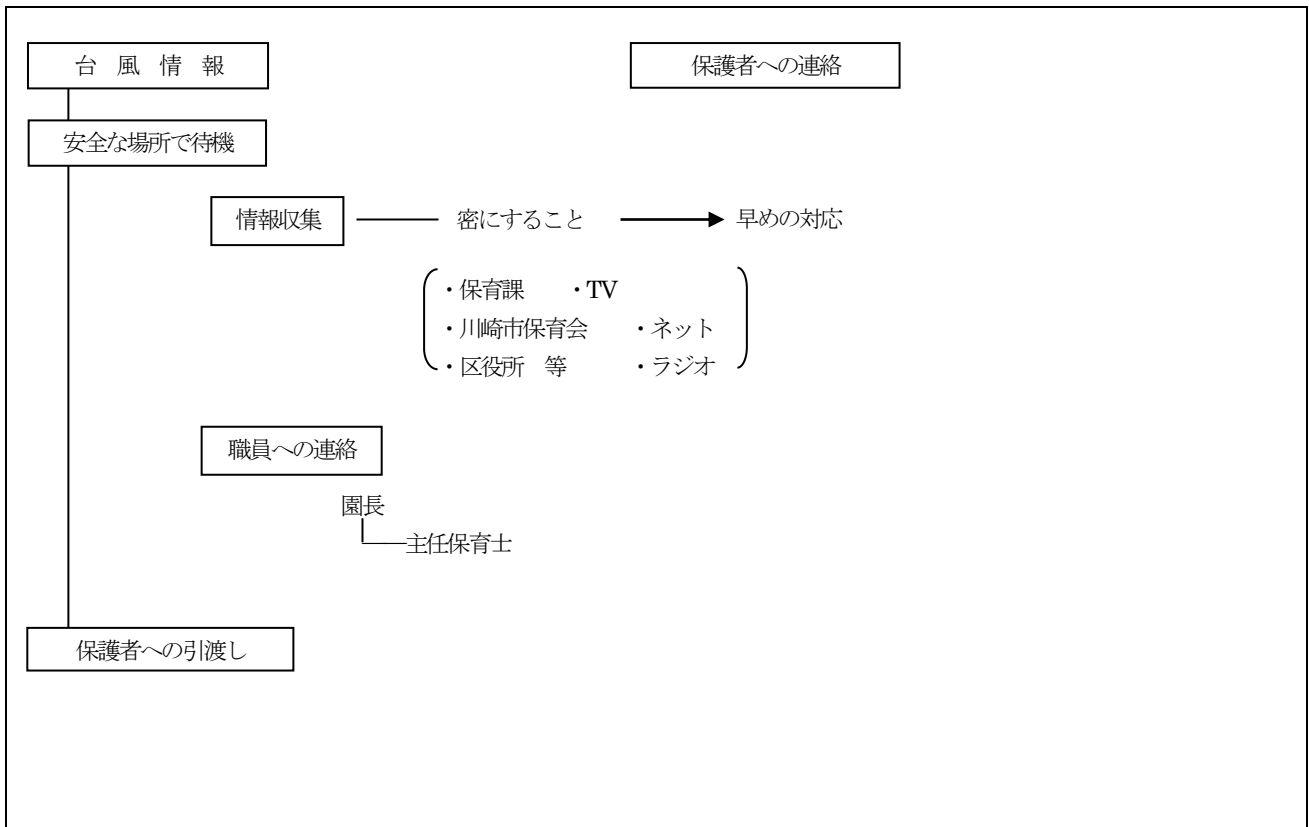 台 風 情 報
保護者への連絡
安全な場所で待機
情報収集 密にすること 早めの対応
・保育課 ・TV
・川崎市保育会 ・ネット
・区役所 等 ・ラジオ
職員への連絡
園長
主任保育士
保護者への引渡し